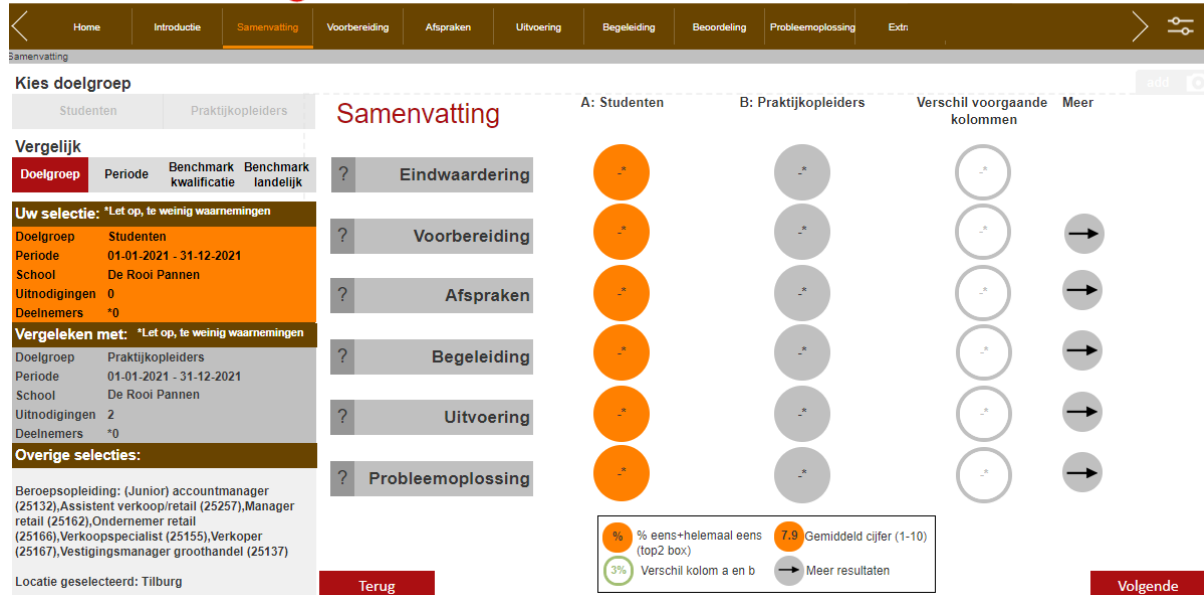 Home Introductie Samenvatting Voorbereiding Afspraken Uitvoering Begeleiding Beoordeling Probleemoplossing Extra
Samenvatting
Kies doelgroep
add
Studenten Praktijkopleiders
Vergelijk
Doelgroep Periode Benchmark kwalificatie Benchmark landelijk
Uw selectie: *Let op, te weinig waarnemingen
Doelgroep Studenten
Periode 01-01-2021 - 31-12-2021
School De Rooi Pannen
Uitnodigingen 0
Deelnemers *0
Vergeleken met: *Let op, te weinig waarnemingen
Doelgroep Praktijkopleiders
Periode 01-01-2021 - 31-12-2021
School De Rooi Pannen
Uitnodigingen 2
Deelnemers *0
Overige selecties:
Beroepsopleiding: (Junior) accountmanager
(25132),Assistent verkoop/retail (25257),Manager
retail (25162),Ondernemer retail
(25166),Verkoopspecialist (25155),Verkoper
(25167),Vestigingsmanager groothandel (25137)
Locatie geselecteerd: Tilburg
Samenvatting
A: Studenten B: Praktijkopleiders Verschil voorgaande kolommen Meer
? Eindwaardering -* -* -*
? Voorbereiding -* -* -*
? Afspraken -* -* -*
? Begeleiding -* -* -*
? Uitvoering -* -* -*
? Probleemoplossing -* -* -*
% % eens+helemaal eens
(top2 box)
7.9 Gemiddeld cijfer (1-10)
3% Verschil kolom a en b
Meer resultaten
Terug
Volgende